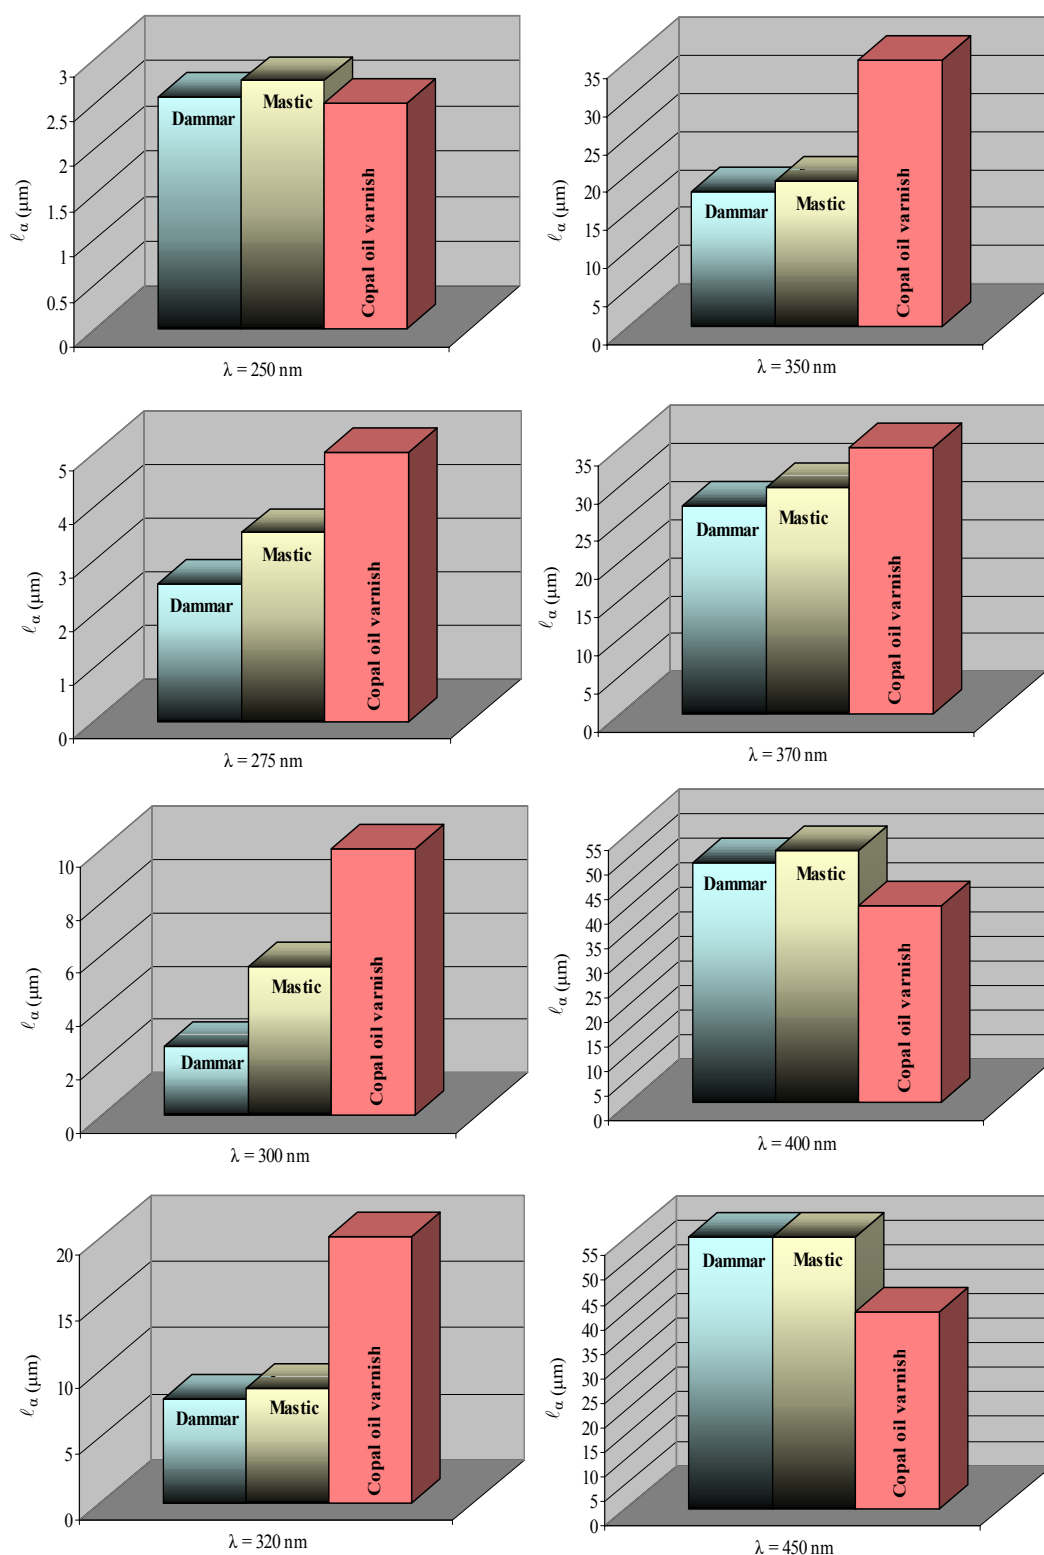 3
2.5
2
1.5
1
0.5
0
ℓα (μm)
Dammar
Mastic
Copal oil varnish
λ = 250 nm
35
30
25
20
15
10
5
0
ℓα (μm)
Dammar
Mastic
Copal oil varnish
λ = 350 nm
5
4
3
2
1
0
ℓα (μm)
Dammar
Mastic
Copal oil varnish
λ = 275 nm
35
30
25
20
15
10
5
0
ℓα (μm)
Dammar
Mastic
Copal oil varnish
λ = 370 nm
10
8
6
4
2
0
ℓα (μm)
Dammar
Mastic
Copal oil varnish
λ = 300 nm
55
50
45
40
35
30
25
20
15
10
5
0
ℓα (μm)
Dammar
Mastic
Copal oil varnish
λ = 400 nm
20
15
10
5
0
ℓα (μm)
Dammar
Mastic
Copal oil varnish
λ = 320 nm
55
50
45
40
35
30
25
20
15
10
5
0
ℓα (μm)
Dammar
Mastic
Copal oil varnish
λ = 450 nm